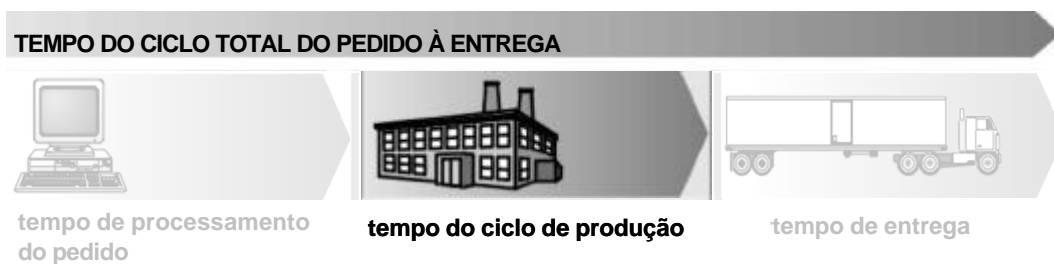 TEMPO DO CICLO TOTAL DO PEDIDO À ENTREGA
tempo de processamento
do pedido
tempo do ciclo de produção
tempo de entrega